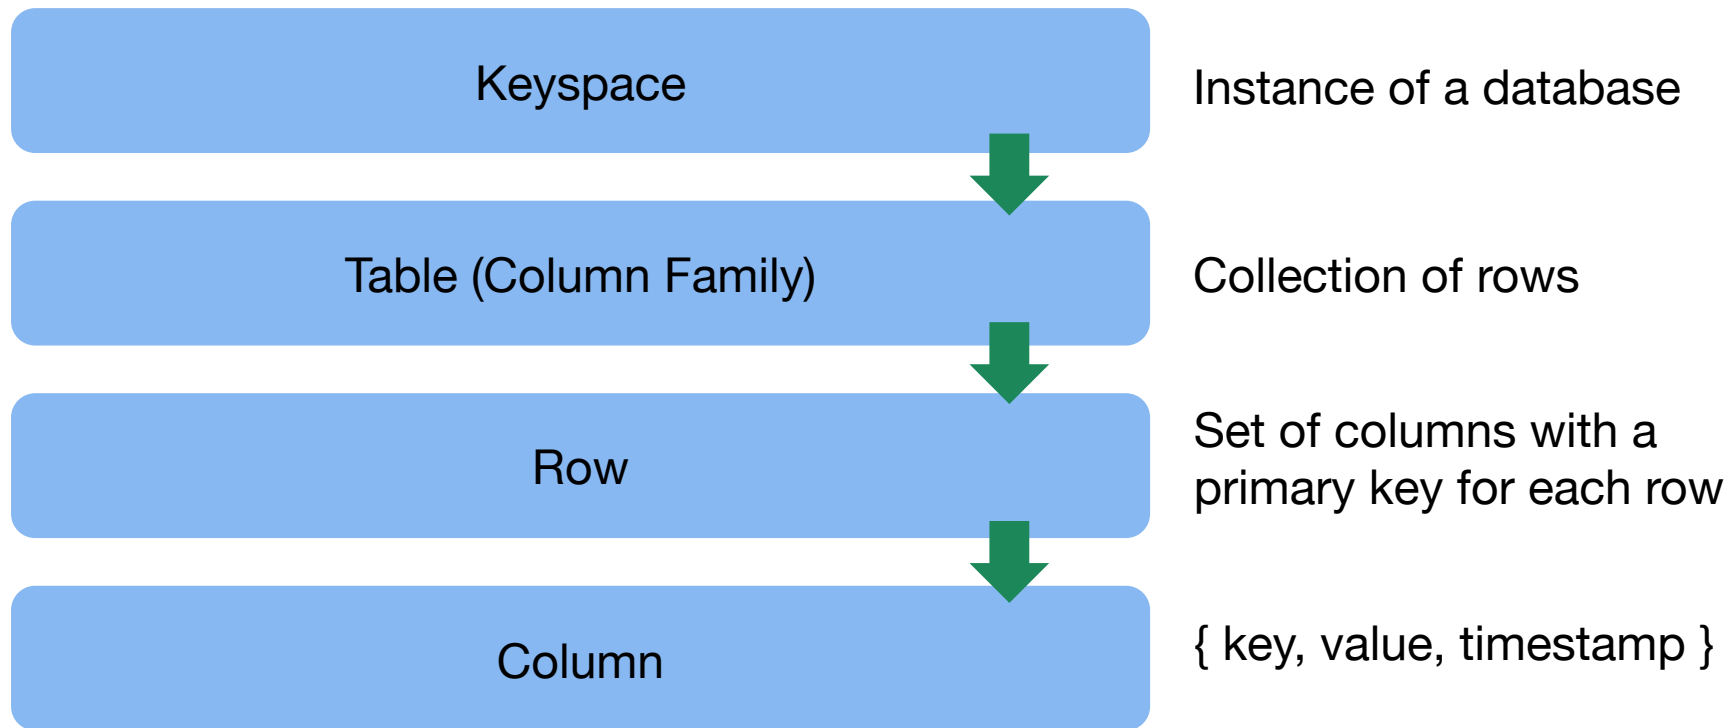 Keyspace
Instance of a database
Table (Column Family)
Collection of rows
Row
Set of columns with a
primary key for each row
Column
{ key, value, timestamp }